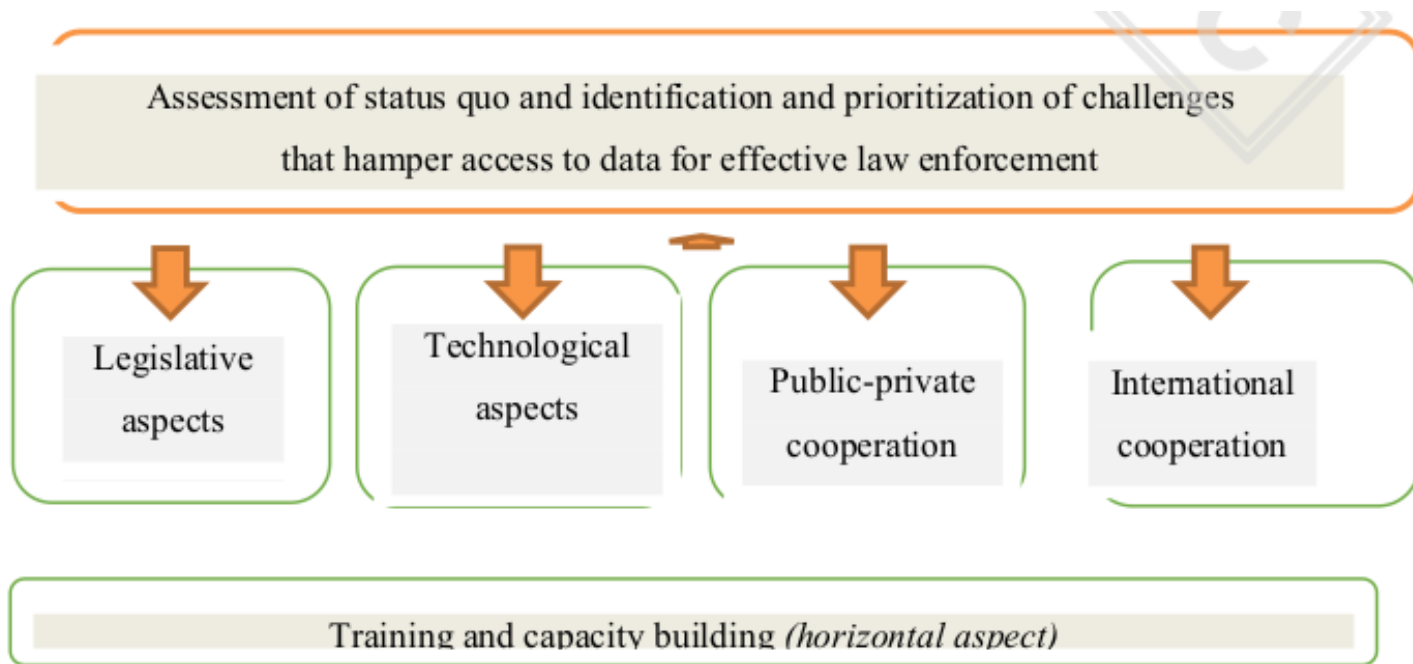 Assessment of status quo and identification and prioritization of challenges
that hamper access to data for effective law enforcement
Legislative
aspects
Technological
aspects
Public-private
cooperation
International
cooperation
Training and capacity building (horizontal aspect)